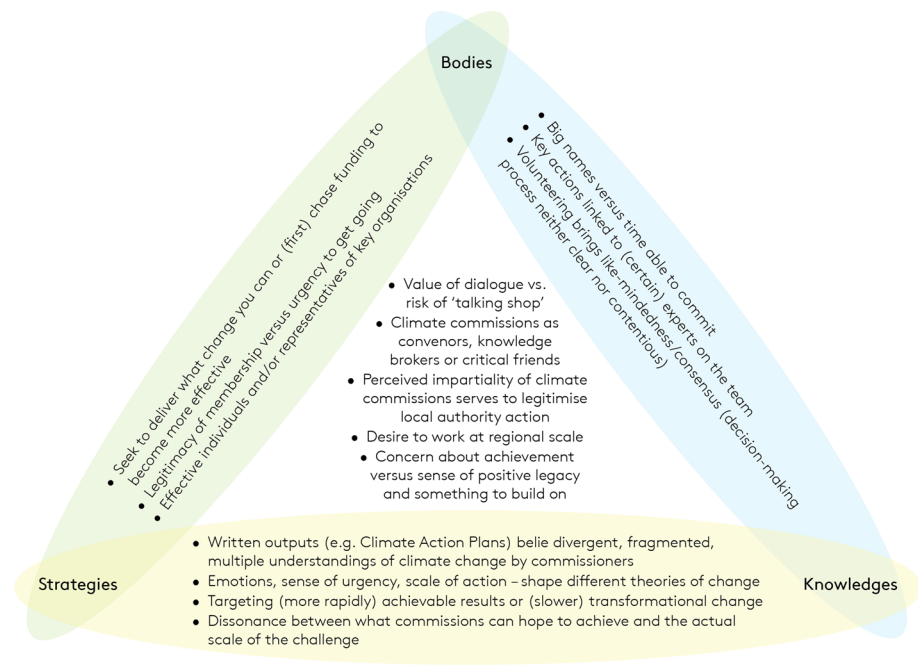 Bodies
• Seek to deliver what change you can or (first) chase funding to
become more effective
• Legitimacy of membership versus urgency to get going
• Effective individuals and/or representatives of key organisations
• Big names versus time able to commit
• Key actions linked to (certain) experts on the team
• Volunteering brings like-mindedness/consensus (decision-making
process neither clear nor contentious)
• Value of dialogue vs.
risk of ‘talking shop’
• Climate commissions as
convenors, knowledge
brokers or critical friends
• Perceived impartiality of climate
commissions serves to legitimise
local authority action
• Desire to work at regional scale
• Concern about achievement
versus sense of positive legacy
and something to build on
Strategies
• Written outputs (e.g. Climate Action Plans) belie divergent, fragmented,
multiple understandings of climate change by commissioners
• Emotions, sense of urgency, scale of action – shape different theories of change
• Targeting (more rapidly) achievable results or (slower) transformational change
• Dissonance between what commissions can hope to achieve and the actual
scale of the challenge
Knowledges